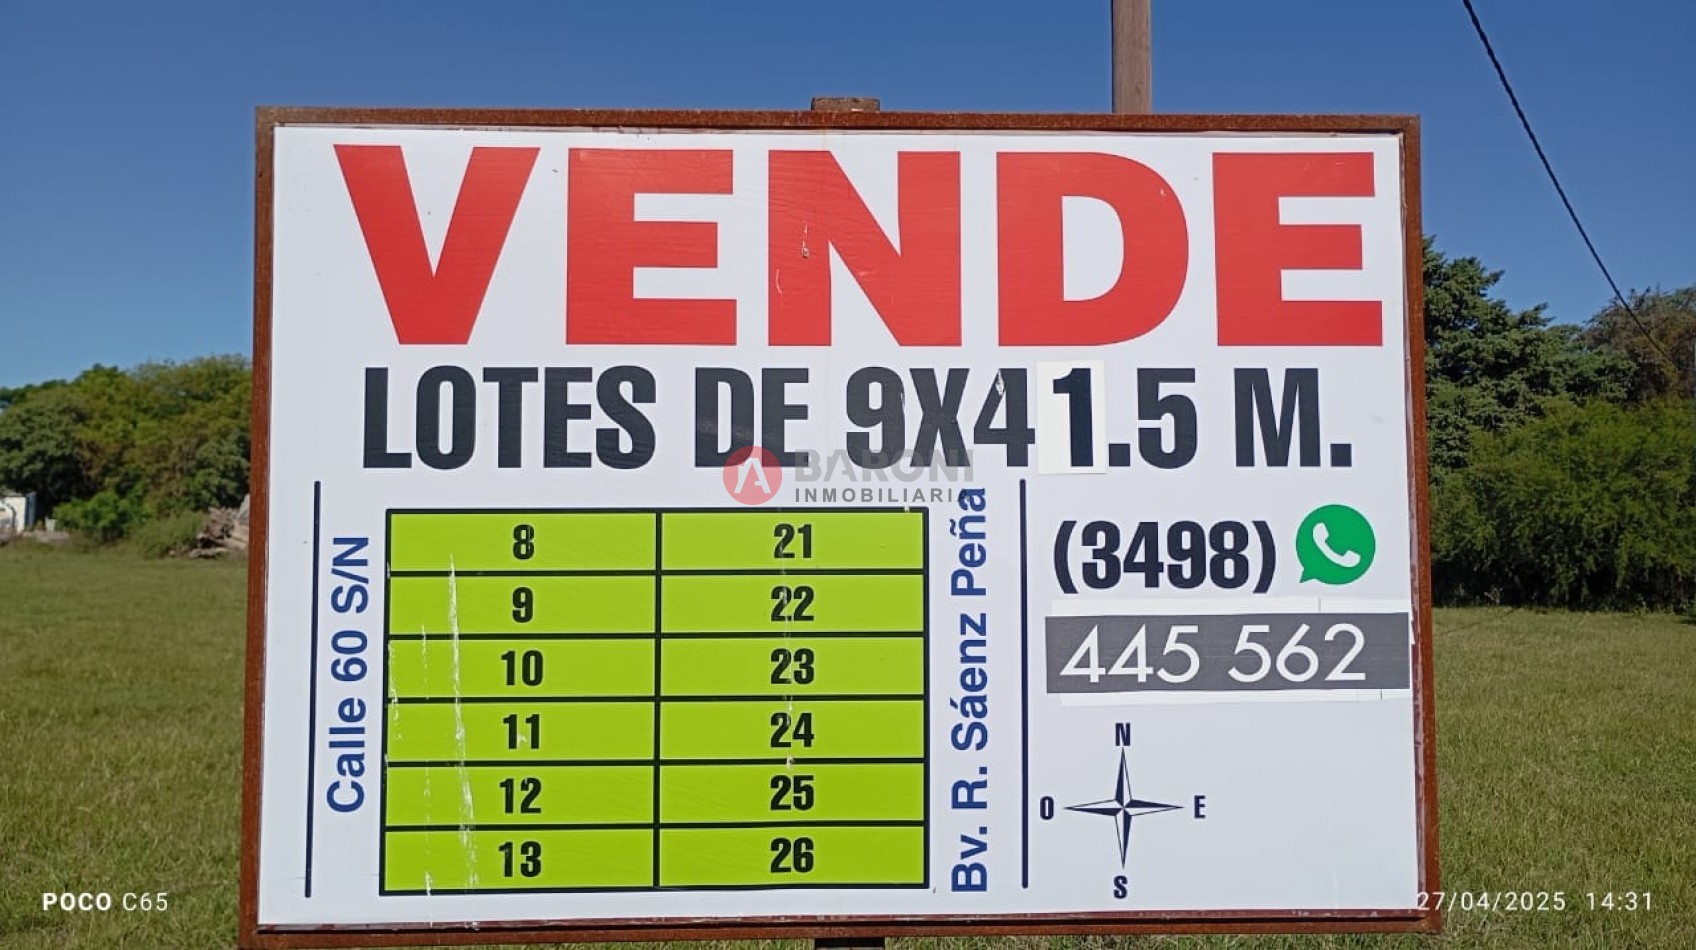 VENDE
LOTES DE 9X41.5 M.
BARONI
INMOBILIARIA
Calle 60 S/N
8 21
9 22
10 23
11 24
12 25
13 26
Bv. R. Sáenz Peña
(3498)
445 562
N
O E
S
POCO C65
27/04/2025 14:31